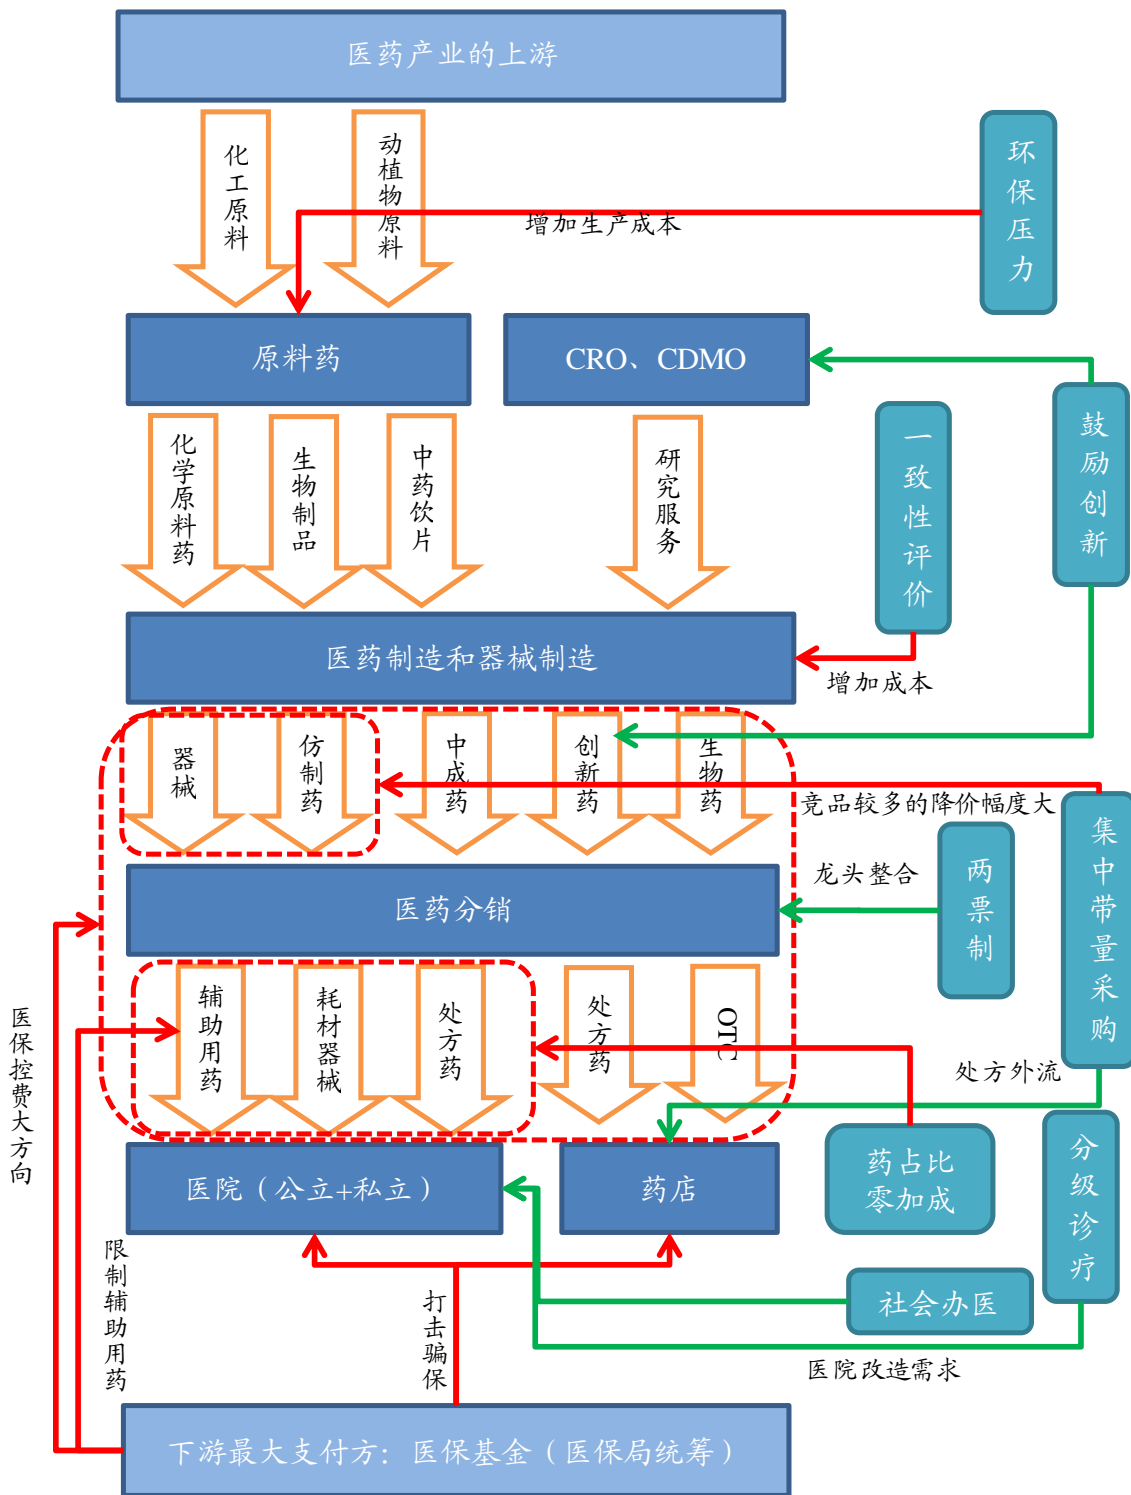 医药产业的上游
化工原料
动植物原料
环保压力
增加生产成本
原料药
CRO、CDMO
鼓励创新
化学原料药
生物制品
中药饮片
研究服务
一致性评价
医药制造和器械制造
增加成本
器械
仿制药
中成药
创新药
生物药
竞品较多的降价幅度大
集中带量采购
医药分销
龙头整合
两票制
辅助用药
耗材器械
处方药
处方药
OTC
医保控费大方向
处方外流
医院（公立+私立）
药店
药占比
零加成
分级诊疗
限制辅助用药
打击骗保
社会办医
医院改造需求
下游最大支付方：医保基金（医保局统筹）